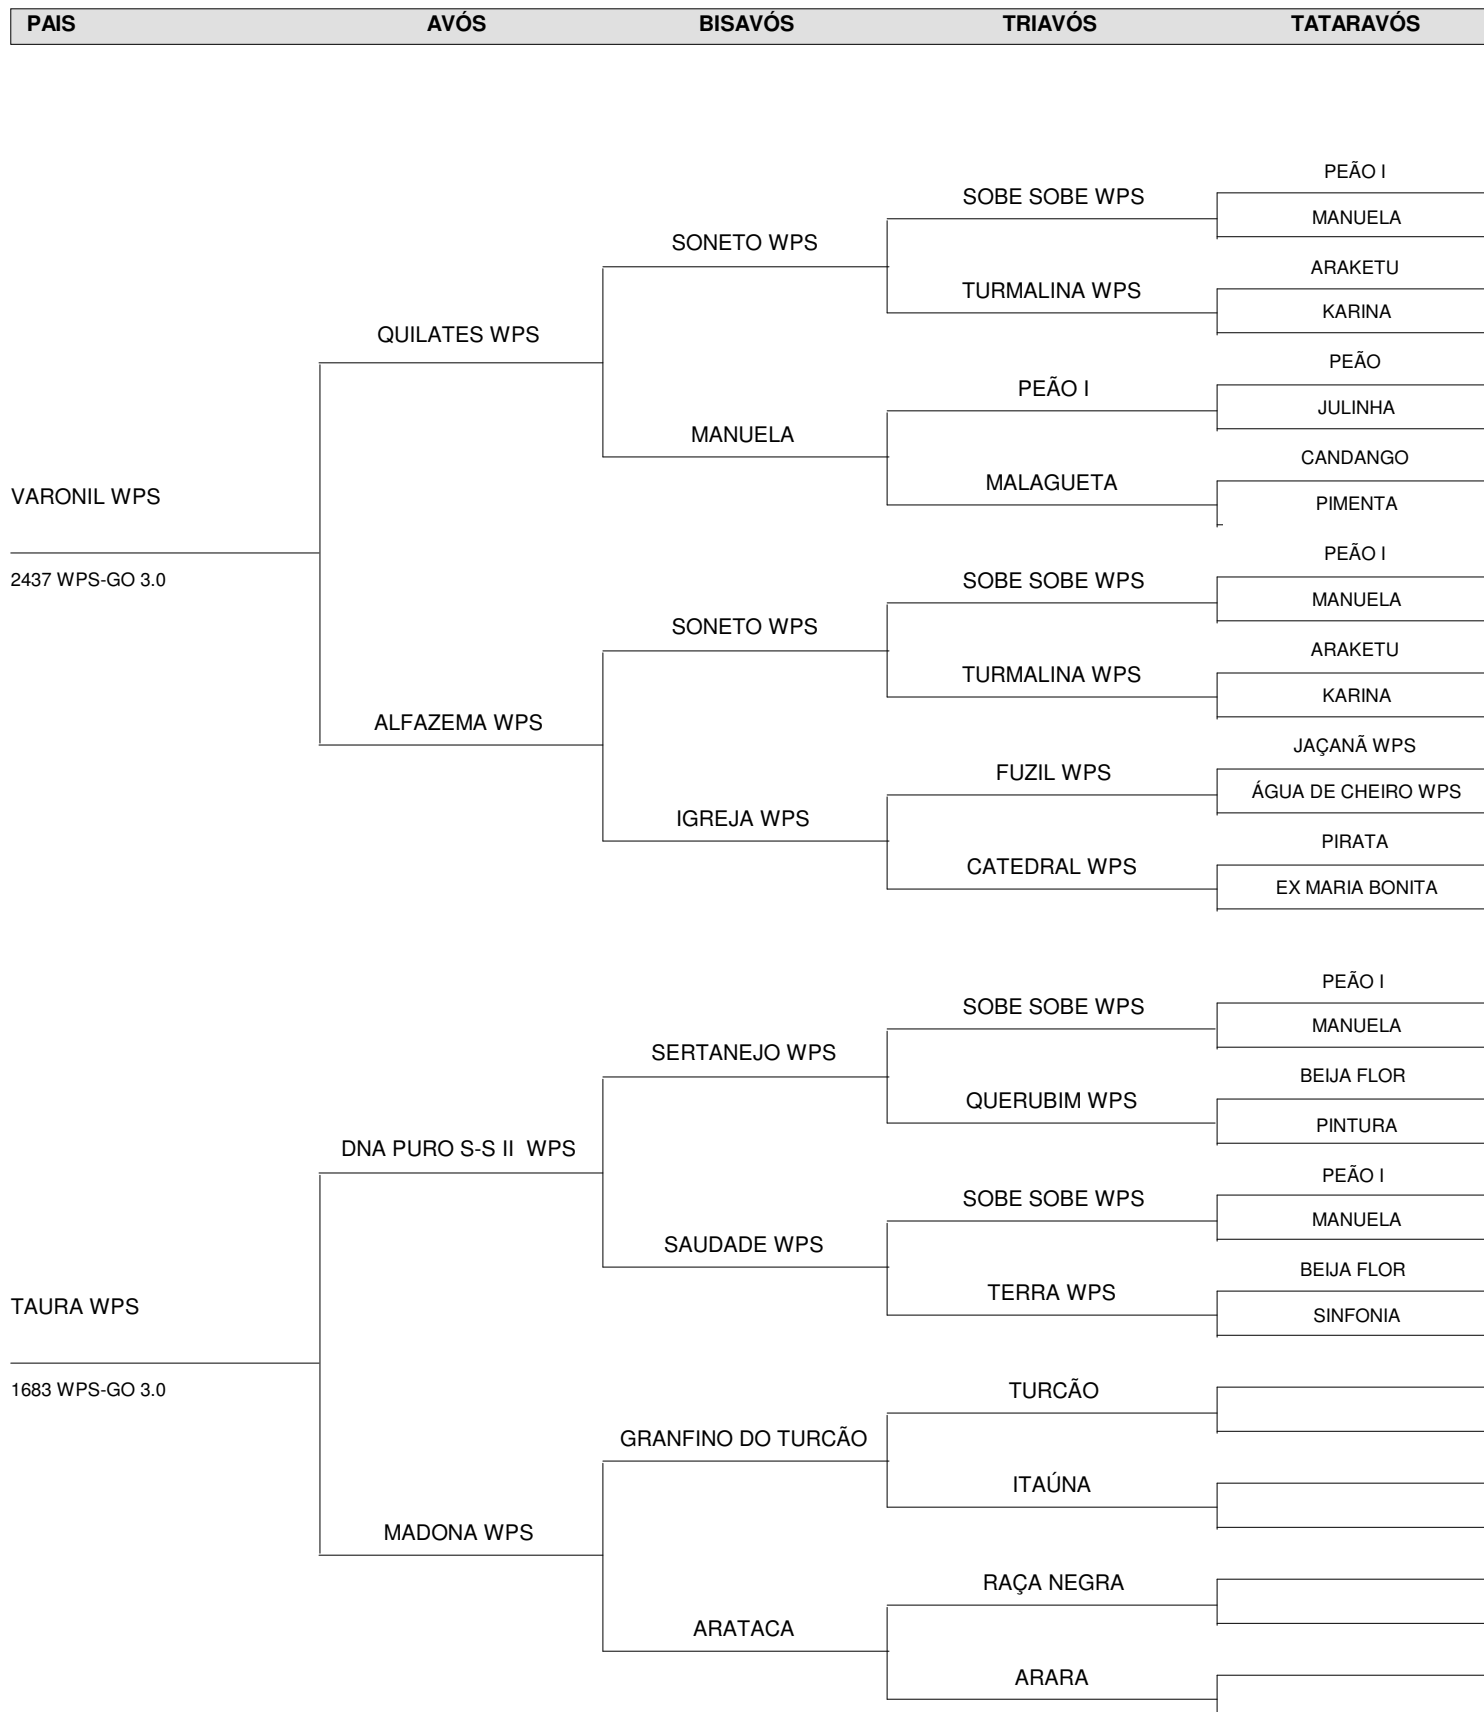 PAIS AVÓS BISAVÓS TRIAVÓS TATARAVÓS
PEÃO I
SOBE SOBE WPS
MANUELA
SONETO WPS
ARAKETU
TURMALINA WPS
KARINA
QUILATES WPS
PEÃO
PEÃO I
JULINHA
MANUELA
CANDANGO
MALAGUETA
VARONIL WPS
PIMENTA
PEÃO I
2437 WPS-GO 3.0
SOBE SOBE WPS
MANUELA
SONETO WPS
ARAKETU
TURMALINA WPS
KARINA
ALFAZEMA WPS
JAÇANÃ WPS
FUZIL WPS
ÁGUA DE CHEIRO WPS
IGREJA WPS
PIRATA
CATEDRAL WPS
EX MARIA BONITA
PEÃO I
SOBE SOBE WPS
MANUELA
SERTANEJO WPS
BEIJA FLOR
QUERUBIM WPS
PINTURA
DNA PURO S-S II WPS
PEÃO I
SOBE SOBE WPS
MANUELA
SAUDADE WPS
BEIJA FLOR
TERRA WPS
TAURA WPS
SINFONIA
1683 WPS-GO 3.0
TURCÃO
GRANFINO DO TURCÃO
ITAÚNA
MADONA WPS
RAÇA NEGRA
ARATACA
ARARA